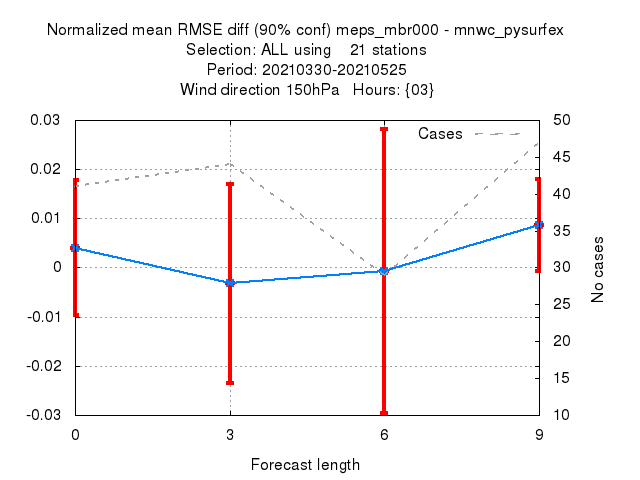 Normalized mean RMSE diff (90% conf) meps_mbr000 - mnwc_pysurfex
Selection: ALL using 21 stations
Period: 20210330-20210525
Wind direction 150hPa Hours: {03}
0.03
0.02
0.01
0
-0.01
-0.02
-0.03
Cases
50
45
40
35
30
25
20
15
10
No cases
0 3 6 9
Forecast length